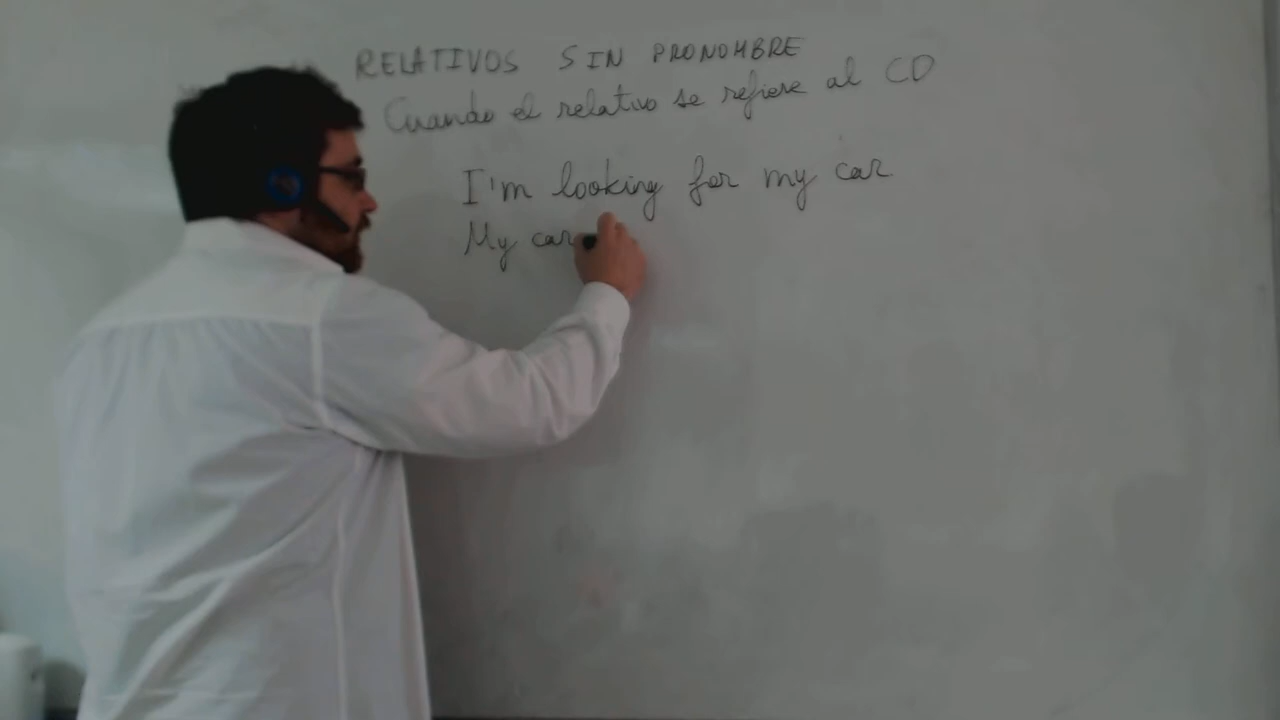 RELATIVOS SIN PRONOMBRE
Cuando el relativo se refiere al CD
I'm looking for my car
My car